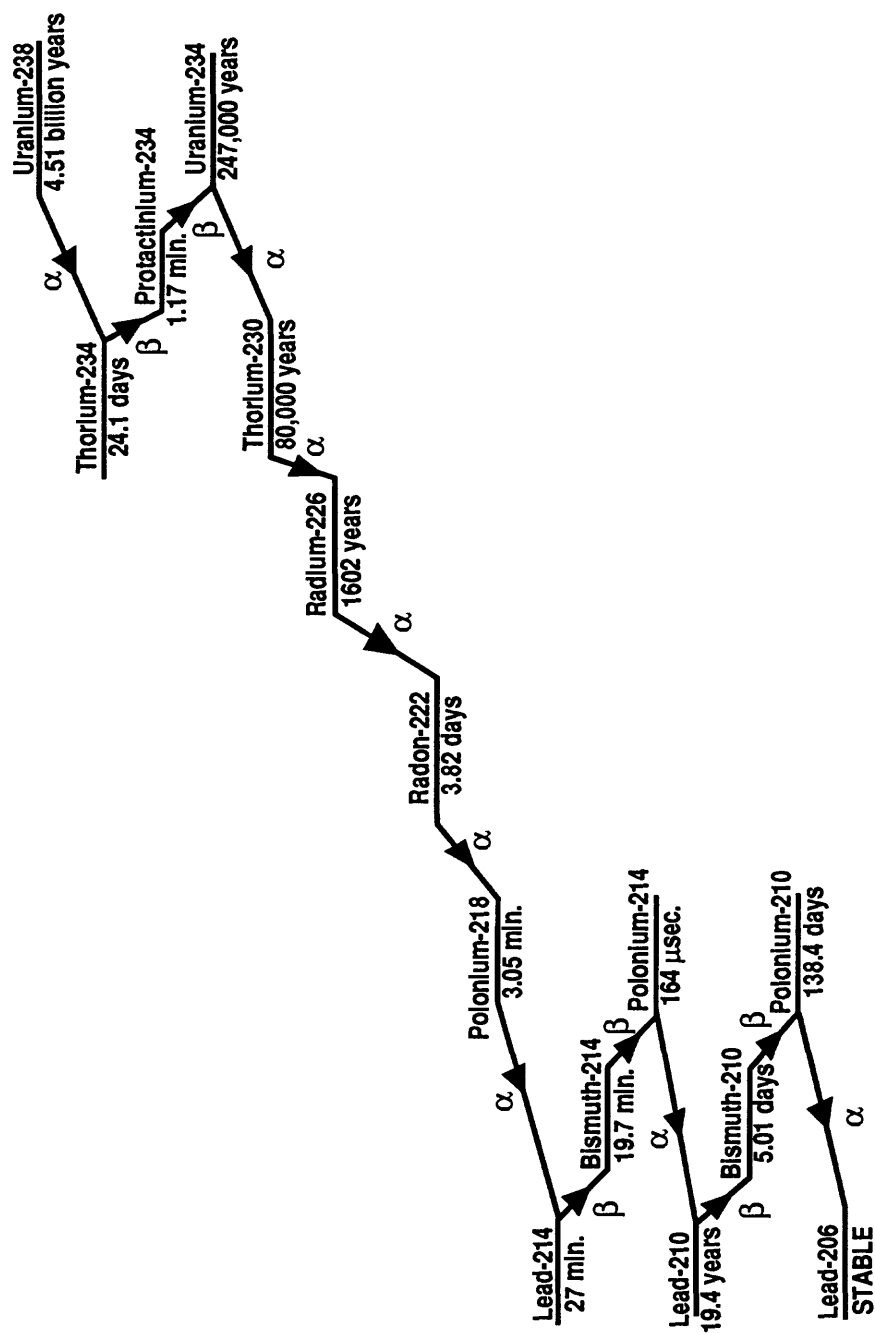 Uranium-238
4.51 billion years
α
Thorium-234
24.1 days
β
Protactinium-234
1.17 min.
β
Uranium-234
247,000 years
α
Thorium-230
80,000 years
α
Radium-226
1602 years
α
Radon-222
3.82 days
α
Polonium-218
3.05 min.
α
Lead-214
27 min.
β
Bismuth-214
19.7 min.
β
Polonium-214
164 μsec.
α
Lead-210
19.4 years
β
Bismuth-210
5.01 days
β
Polonium-210
138.4 days
α
Lead-206
STABLE